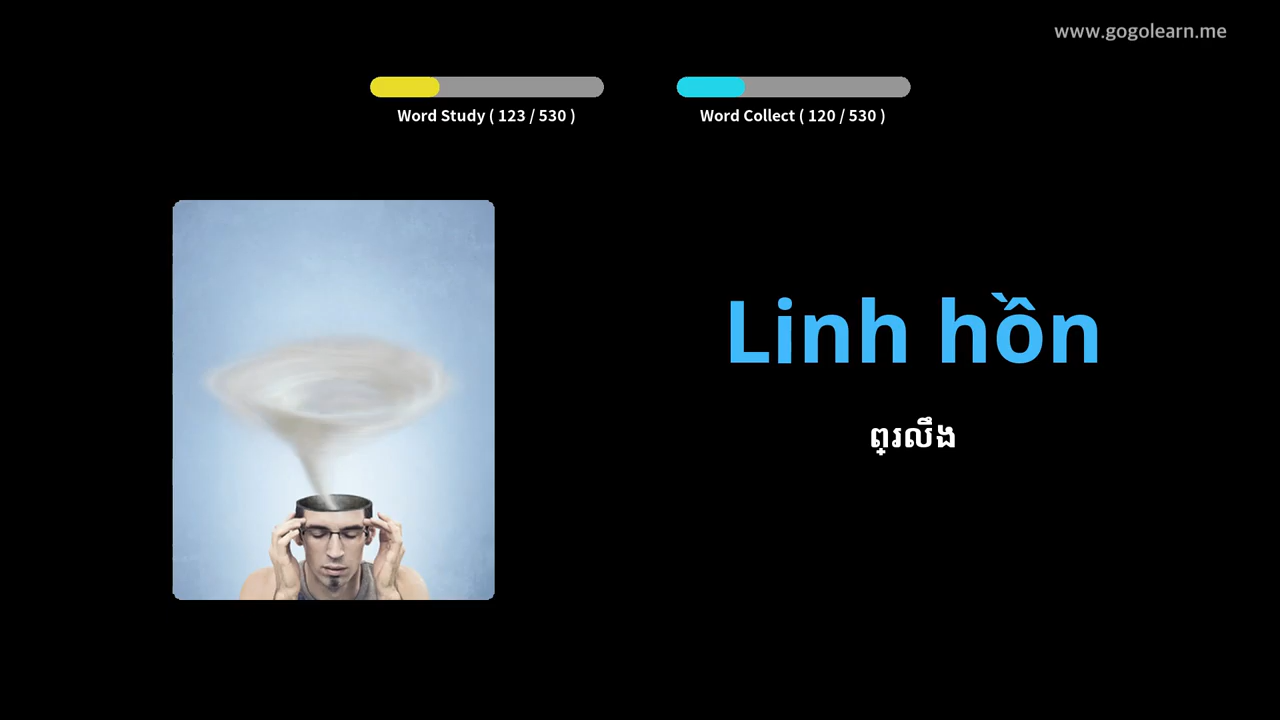 www.gogolearn.me
Word Study ( 123 / 530 )
Word Collect ( 120 / 530 )
Linh hồn
ព្រលឹង